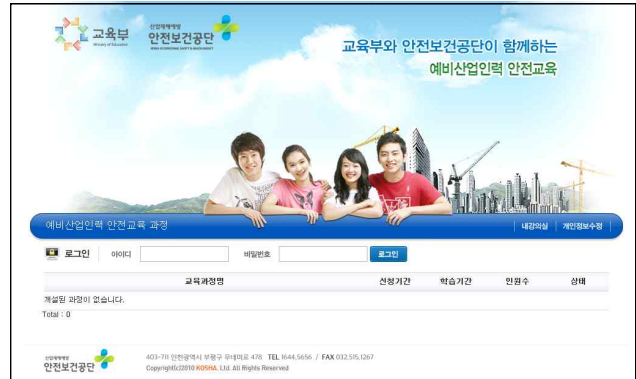 교육부
Ministry of Education
산업재해예방
안전보건공단
교육부와 안전보건공단이 함께하는
예비산업인력 안전교육
예비산업인력 안전교육 과정
내강의실 개인정보수정
로그인 아이디 비밀번호 로그인
교육과정명 신청기간 학습기간 인원수 상태
개설된 과정이 없습니다.
Total : 0
산업재해예방
안전보건공단
403-711 인천광역시 부평구 무네미로 478 TEL 1644.5656 / FAX 032.515.1267
Copyright(c)2010 KOSHA. Ltd. All Rights Reserved